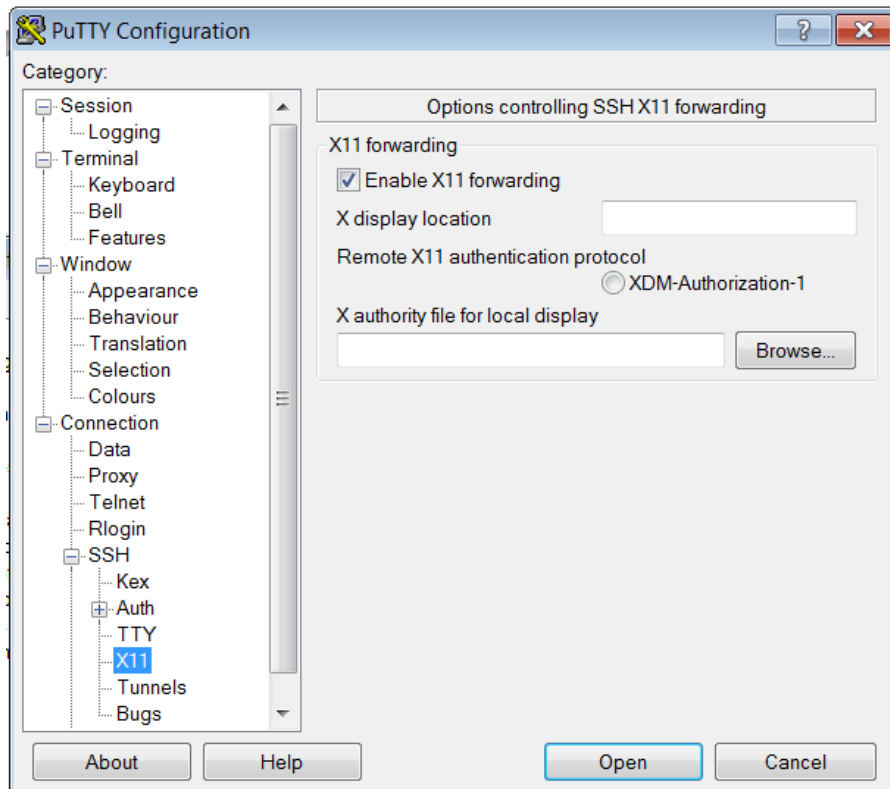 PuTTY Configuration
Category:
Session
Logging
Terminal
Keyboard
Bell
Features
Window
Appearance
Behaviour
Translation
Selection
Colours
Connection
Data
Proxy
Telnet
Rlogin
SSH
Kex
Auth
TTY
X11
Tunnels
Bugs
Options controlling SSH X11 forwarding
X11 forwarding
Enable X11 forwarding
X display location
Remote X11 authentication protocol
XDM-Authorization-1
X authority file for local display
Browse...
About
Help
Open
Cancel